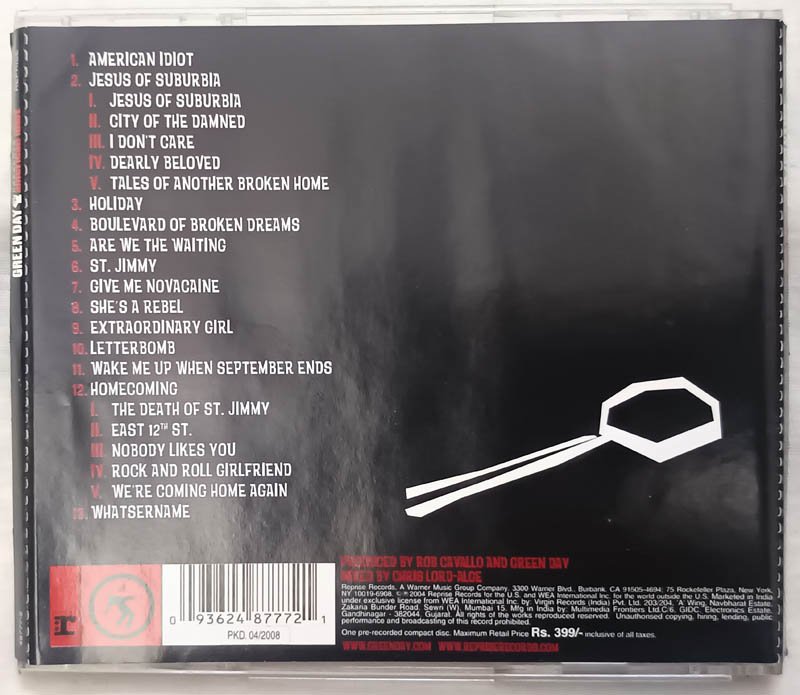 1. AMERICAN IDIOT
2. JESUS OF SUBURBIA
I. JESUS OF SUBURBIA
II. CITY OF THE DAMNED
III. I DON'T CARE
IV. DEARLY BELOVED
V. TALES OF ANOTHER BROKEN HOME
3. HOLIDAY
4. BOULEVARD OF BROKEN DREAMS
5. ARE WE THE WAITING
6. ST. JIMMY
7. GIVE ME NOVACAINE
8. SHE'S A REBEL
9. EXTRAORDINARY GIRL
10. LETTERBOMB
11. WAKE ME UP WHEN SEPTEMBER ENDS
12. HOMECOMING
I. THE DEATH OF ST. JIMMY
II. EAST 12TH ST.
III. NOBODY LIKES YOU
IV. ROCK AND ROLL GIRLFRIEND
V. WE'RE COMING HOME AGAIN
13. WHATSERNAME
GREEN DAY AMERICAN IDIOT
REPRISE
r
0 93624 87772 1
PKD. 04/2008
PRODUCED BY ROB CAVALLO AND GREEN DAY
MIXED BY CHRIS LORD-ALGE
Reprise Records, A Warner Music Group Company, 3300 Warner Blvd., Burbank, CA 91505-4694; 75 Rockefeller Plaza, New York,
NY 10019-6908. ℗ © 2004 Reprise Records for the U.S. and WEA International Inc. for the world outside the U.S. Marketed in India
under exclusive license from WEA International Inc. by: Virgin Records (India) Pvt. Ltd. 203/204, 'A' Wing, Navbharat Estate,
Zakaria Bunder Road, Sewri (W), Mumbai 15. Mfg in India by: Multimedia Frontiers Ltd.C/6, GIDC, Electronics Estate,
Gandhinagar - 382044. Gujarat. All rights of the works reproduced reserved. Unauthorised copying, hiring, lending, public
performance and broadcasting of this record prohibited.
One pre-recorded compact disc. Maximum Retail Price Rs. 399/- inclusive of all taxes.
WWW.GREENDAY.COM WWW.REPRISERECORDS.COM